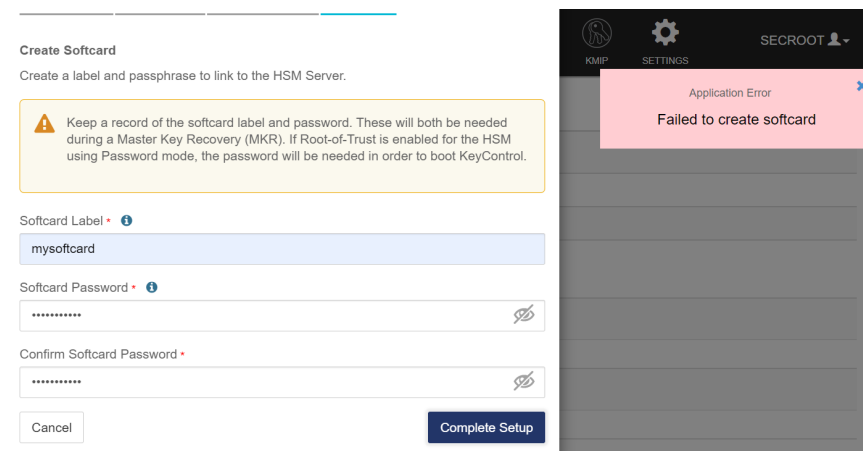 KMIP
SETTINGS
SECROOT
Create Softcard
Create a label and passphrase to link to the HSM Server.
Application Error
Failed to create softcard
Keep a record of the softcard label and password. These will both be needed
during a Master Key Recovery (MKR). If Root-of-Trust is enabled for the HSM
using Password mode, the password will be needed in order to boot KeyControl.
Softcard Label *
mysoftcard
Softcard Password *
•••••••••••
Confirm Softcard Password *
•••••••••••
Cancel
Complete Setup